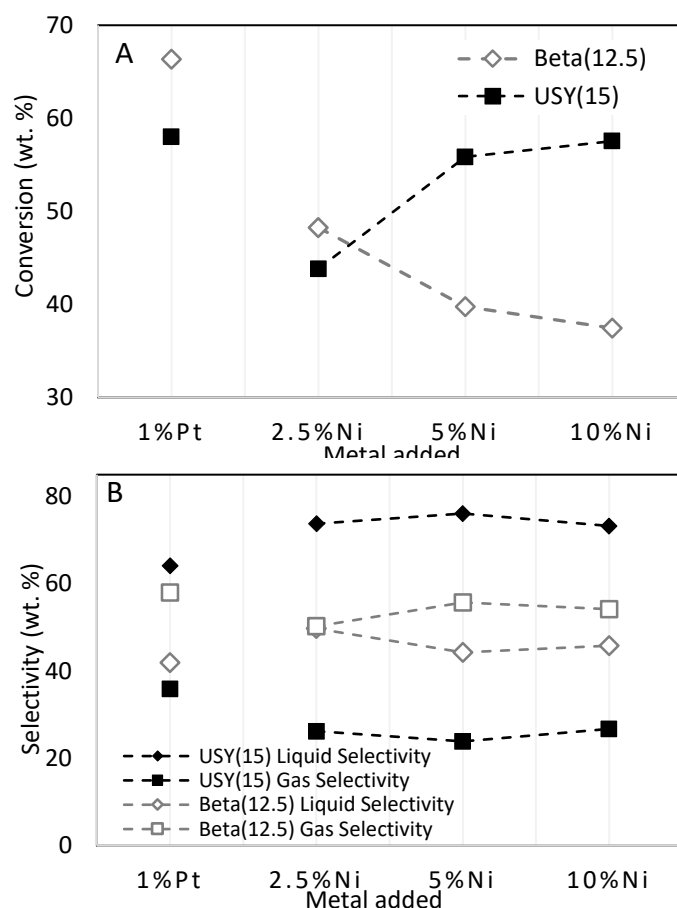 70
A
Beta(12.5)
USY(15)
60
50
40
30
Conversion (wt. %)
1%Pt 2.5%Ni 5%Ni 10%Ni
Metal added
B
80
60
40
20
0
Selectivity (wt. %)
USY(15) Liquid Selectivity
USY(15) Gas Selectivity
Beta(12.5) Liquid Selectivity
Beta(12.5) Gas Selectivity
1%Pt 2.5%Ni 5%Ni 10%Ni
Metal added